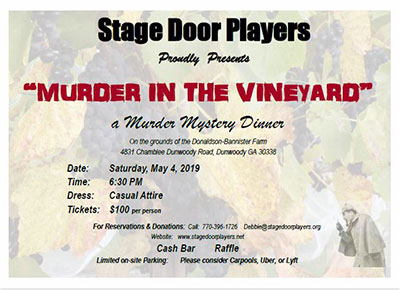 Stage Door Players
Proudly Presents
"MURDER IN THE VINEYARD"
a Murder Mystery Dinner
On the grounds of the Donaldson-Bannister Farm
4831 Chamblee Dunwoody Road, Dunwoody GA 30338
Date: Saturday, May 4, 2019
Time: 6:30 PM
Dress: Casual Attire
Tickets: $100 per person
For Reservations & Donations: Call: 770-396-1726 Debbie@stagedoorplayers.org
Website: www.stagedoorplayers.net
Cash Bar Raffle
Limited on-site Parking: Please consider Carpools, Uber, or Lyft